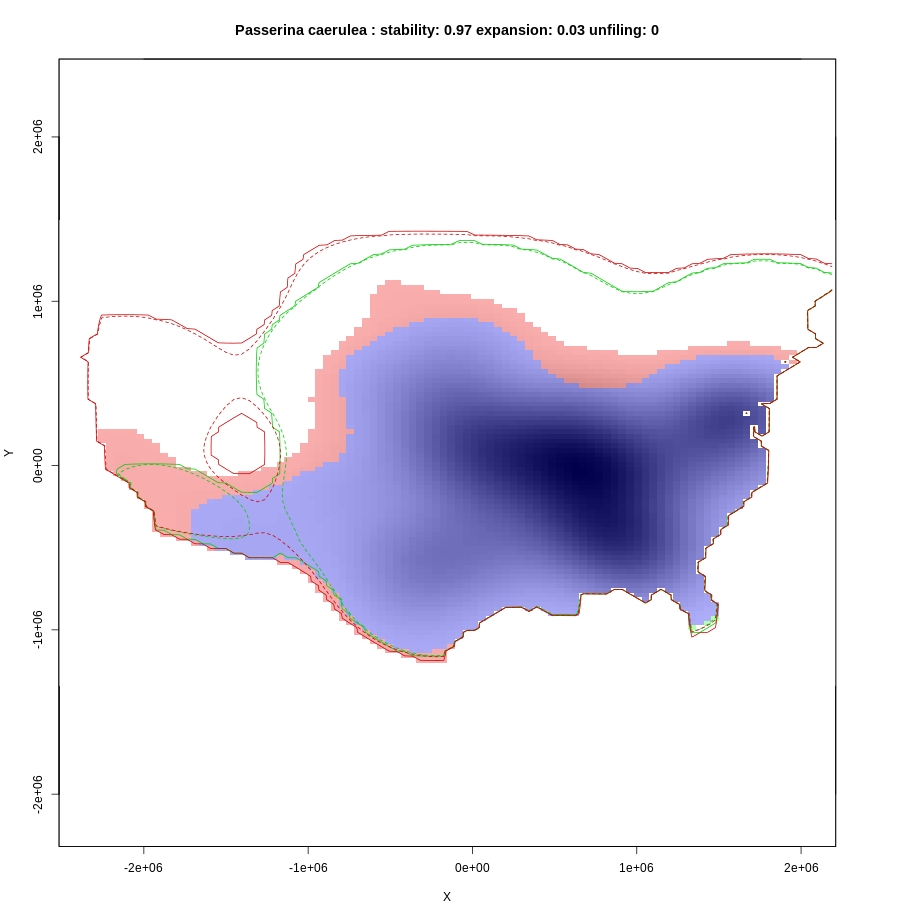 Passerina caerulea : stability: 0.97 expansion: 0.03 unfiling: 0
2e+06
1e+06
0e+00
-1e+06
-2e+06
Y
-2e+06 -1e+06 0e+00 1e+06 2e+06
X